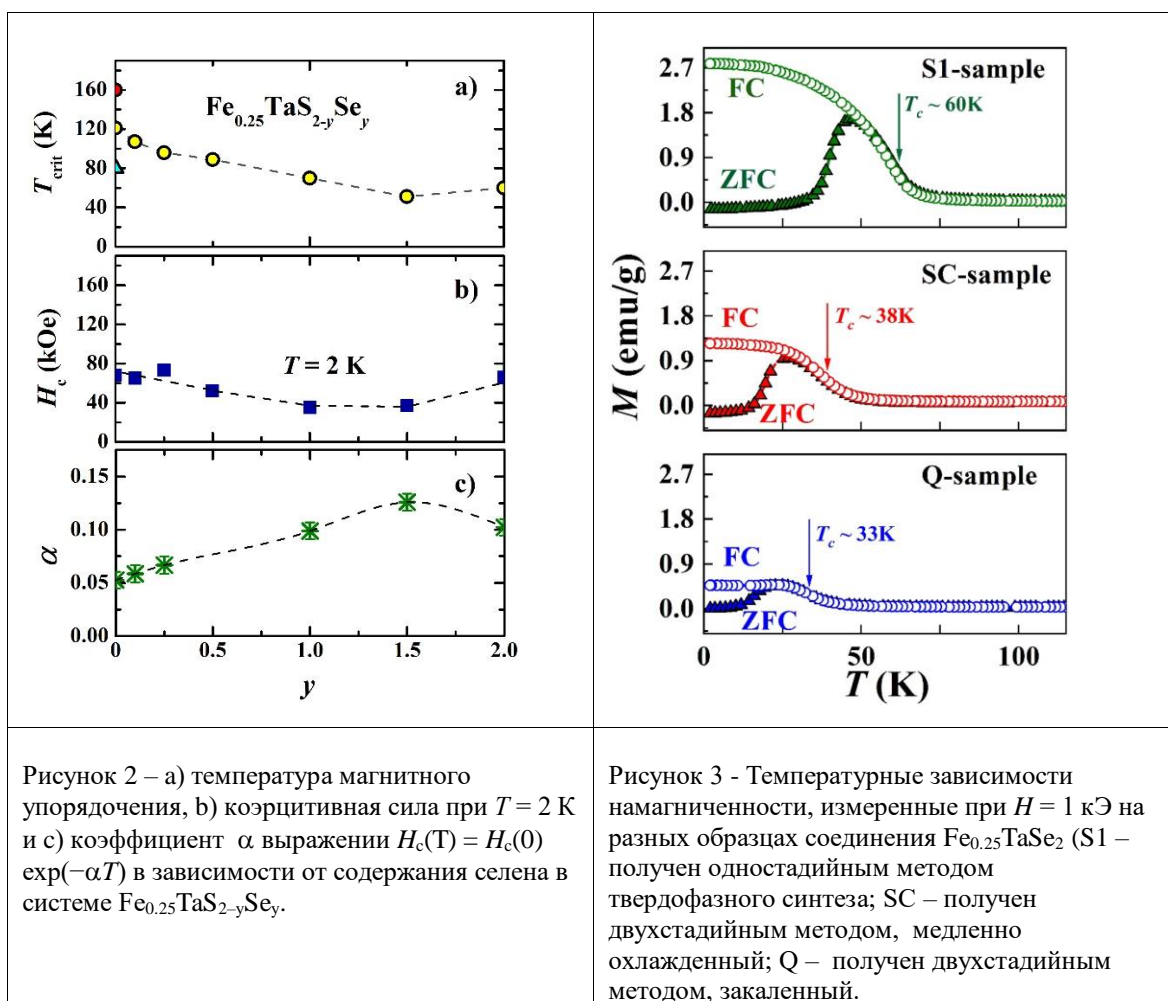 a)
Fe0.25TaS2-ySey
Tcrit (K)
160
120
80
40
0
b)
T = 2 K
Hc (kOe)
160
120
80
40
0
c)
α
0.15
0.10
0.05
0.00
0 0.5 1.0 1.5 2.0
y
S1-sample
FC
Tc ~ 60K
ZFC
2.7
1.8
0.9
0.0
SC-sample
FC
Tc ~ 38K
ZFC
2.7
1.8
0.9
0.0
M (emu/g)
Q-sample
FC
Tc ~ 33K
ZFC
2.7
1.8
0.9
0.0
0 50 100
T (K)
Рисунок 2 – a) температура магнитного
упорядочения, b) коэрцитивная сила при T = 2 К
и c) коэффициент α выражении Hc(T) = Hc(0)
exp(−αT) в зависимости от содержания селена в
системе Fe0.25TaS2–ySey.
Рисунок 3 - Температурные зависимости
намагниченности, измеренные при H = 1 кЭ на
разных образцах соединения Fe0.25TaSe2 (S1 –
получен одностадийным методом
твердофазного синтеза; SC – получен
двухстадийным методом, медленно
охлажденный; Q – получен двухстадийным
методом, закаленный.